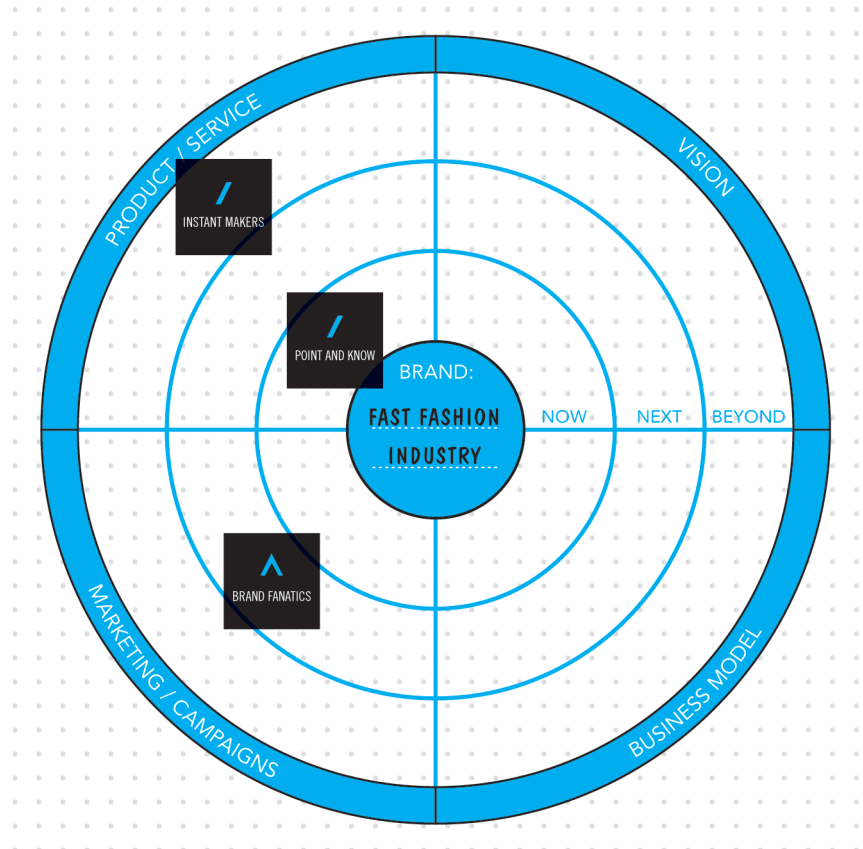 PRODUCT / SERVICE
VISION
INSTANT MAKERS
POINT AND KNOW
BRAND:
FAST FASHION
INDUSTRY
NOW
NEXT
BEYOND
BRAND FANATICS
MARKETING / CAMPAIGNS
BUSINESS MODEL